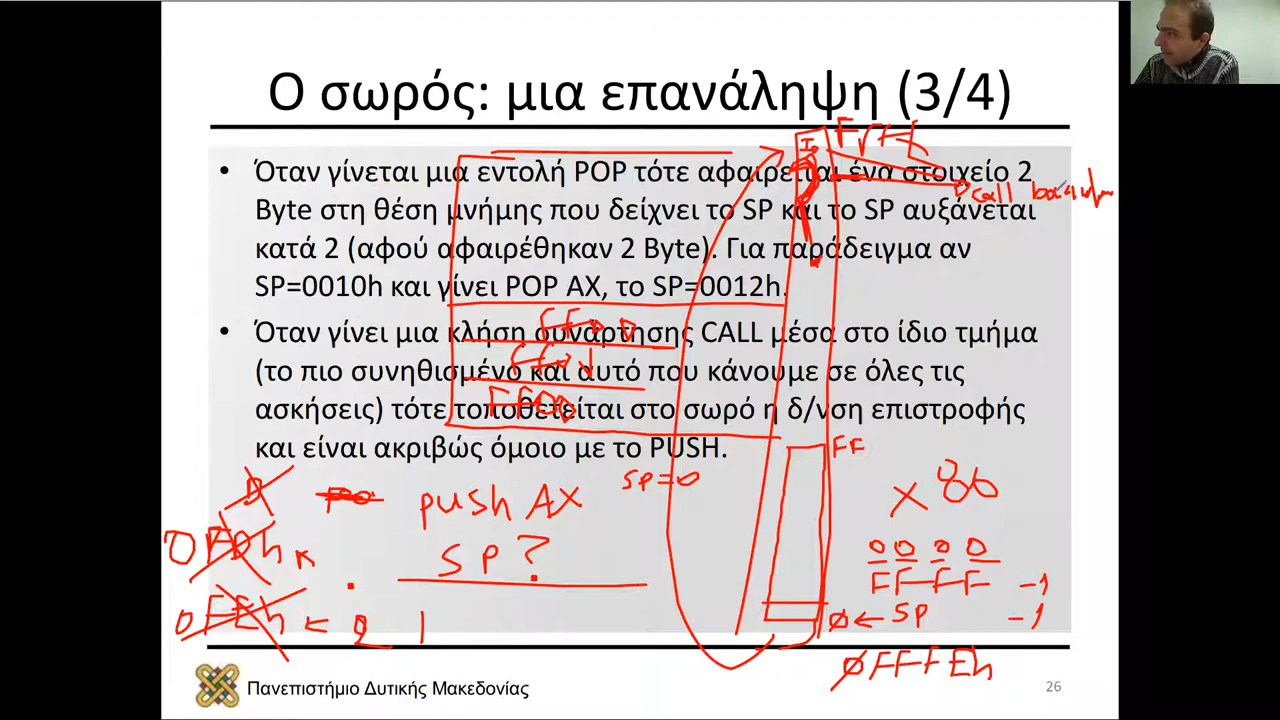 Ο σωρός: μια επανάληψη (3/4)
• Όταν γίνεται μια εντολή POP τότε αφαιρείται ένα στοιχείο 2
Byte στη θέση μνήμης που δείχνει το SP και το SP αυξάνεται
κατά 2 (αφού αφαιρέθηκαν 2 Byte). Για παράδειγμα αν
SP=0010h και γίνει POP AX, το SP=0012h.
• Όταν γίνει μια κλήση συνάρτησης CALL μέσα στο ίδιο τμήμα
(το πιο συνηθισμένο και αυτό που κάνουμε σε όλες τις
ασκήσεις) τότε τοποθετείται στο σωρό η δ/νση επιστροφής
και είναι ακριβώς όμοιο με το PUSH.
call
FF
SP=0
push AX
x86
SP?
0000
FFFF -1
0FEh ← 2 1
0 ← SP -1
0FFFEh
Πανεπιστήμιο Δυτικής Μακεδονίας
26